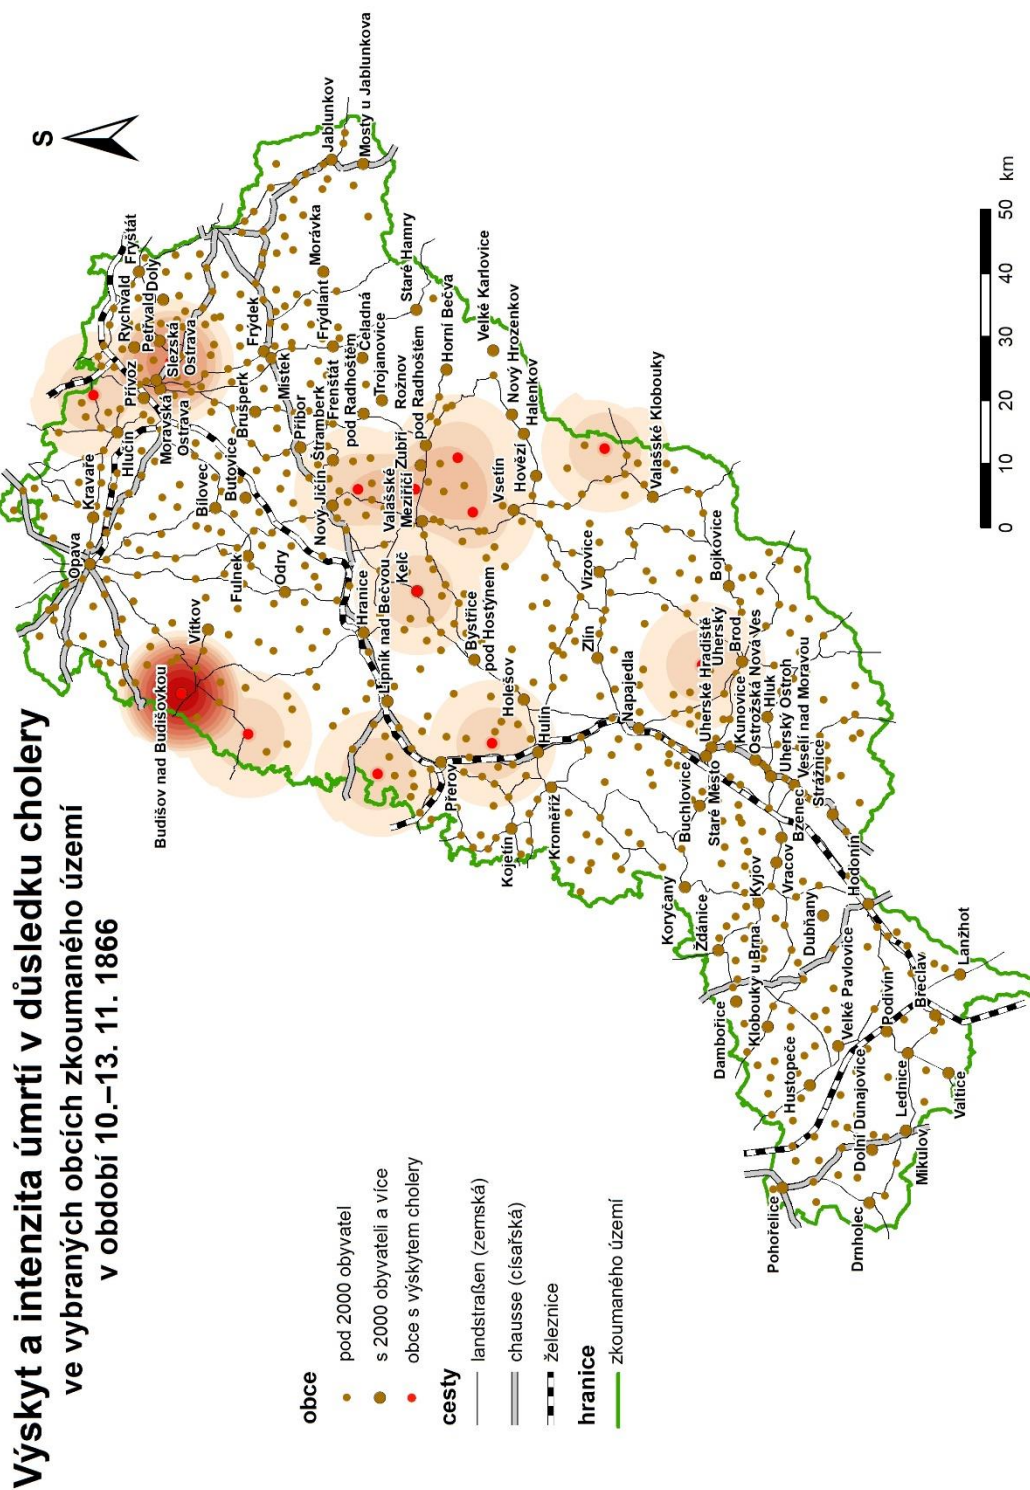 Výskyt a intenzita úmrtí v důsledku cholery
ve vybraných obcích zkoumaného území
v období 10.–13. 11. 1866
S
obce
pod 2000 obyvatel
s 2000 obyvateli a více
obce s výskytem cholery
cesty
landstraßen (zemská)
chausse (císařská)
železnice
hranice
zkoumaného území
Opava
Kravaře
Hlučín
Přívoz
Rychvald
Fryštát
Petřvald
Doly
Slezská
Ostrava
Moravská
Ostrava
Budišov nad Budišovkou
Vítkov
Bílovec
Butovice
Brušperk
Fulnek
Odry
Frýdek
Místek
Příbor
Štramberk
Frenštát
pod Radhoštěm
Frýdlant
Morávka
Čeladná
Trojanovice
Staré Hamry
Jablunkov
Mosty u Jablunkova
Nový Jičín
Hranice
Lipník nad Bečvou
Valašské
Meziříčí
Zubří
Rožnov
pod Radhoštěm
Horní Bečva
Velké Karlovice
Nový Hrozenkov
Halenkov
Hovězí
Vsetín
Kelč
Bystřice
pod Hostýnem
Holešov
Přerov
Hulín
Kojetín
Kroměříž
Zlín
Vizovice
Valašské Klobouky
Napajedla
Bojkovice
Uherské Hradiště
Uherský
Brod
Kunovice
Ostrožská Nová Ves
Hluk
Uherský Ostroh
Veselí nad Moravou
Strážnice
Buchlovice
Staré Město
Bzenec
Vracov
Koryčany
Ždánice
Kyjov
Dubňany
Hodonín
Dambořice
Klobouky u Brna
Velké Pavlovice
Hustopeče
Podivín
Břeclav
Lanžhot
Pohořelice
Dolní Dunajovice
Drnholec
Mikulov
Lednice
Valtice
0 10 20 30 40 50 km